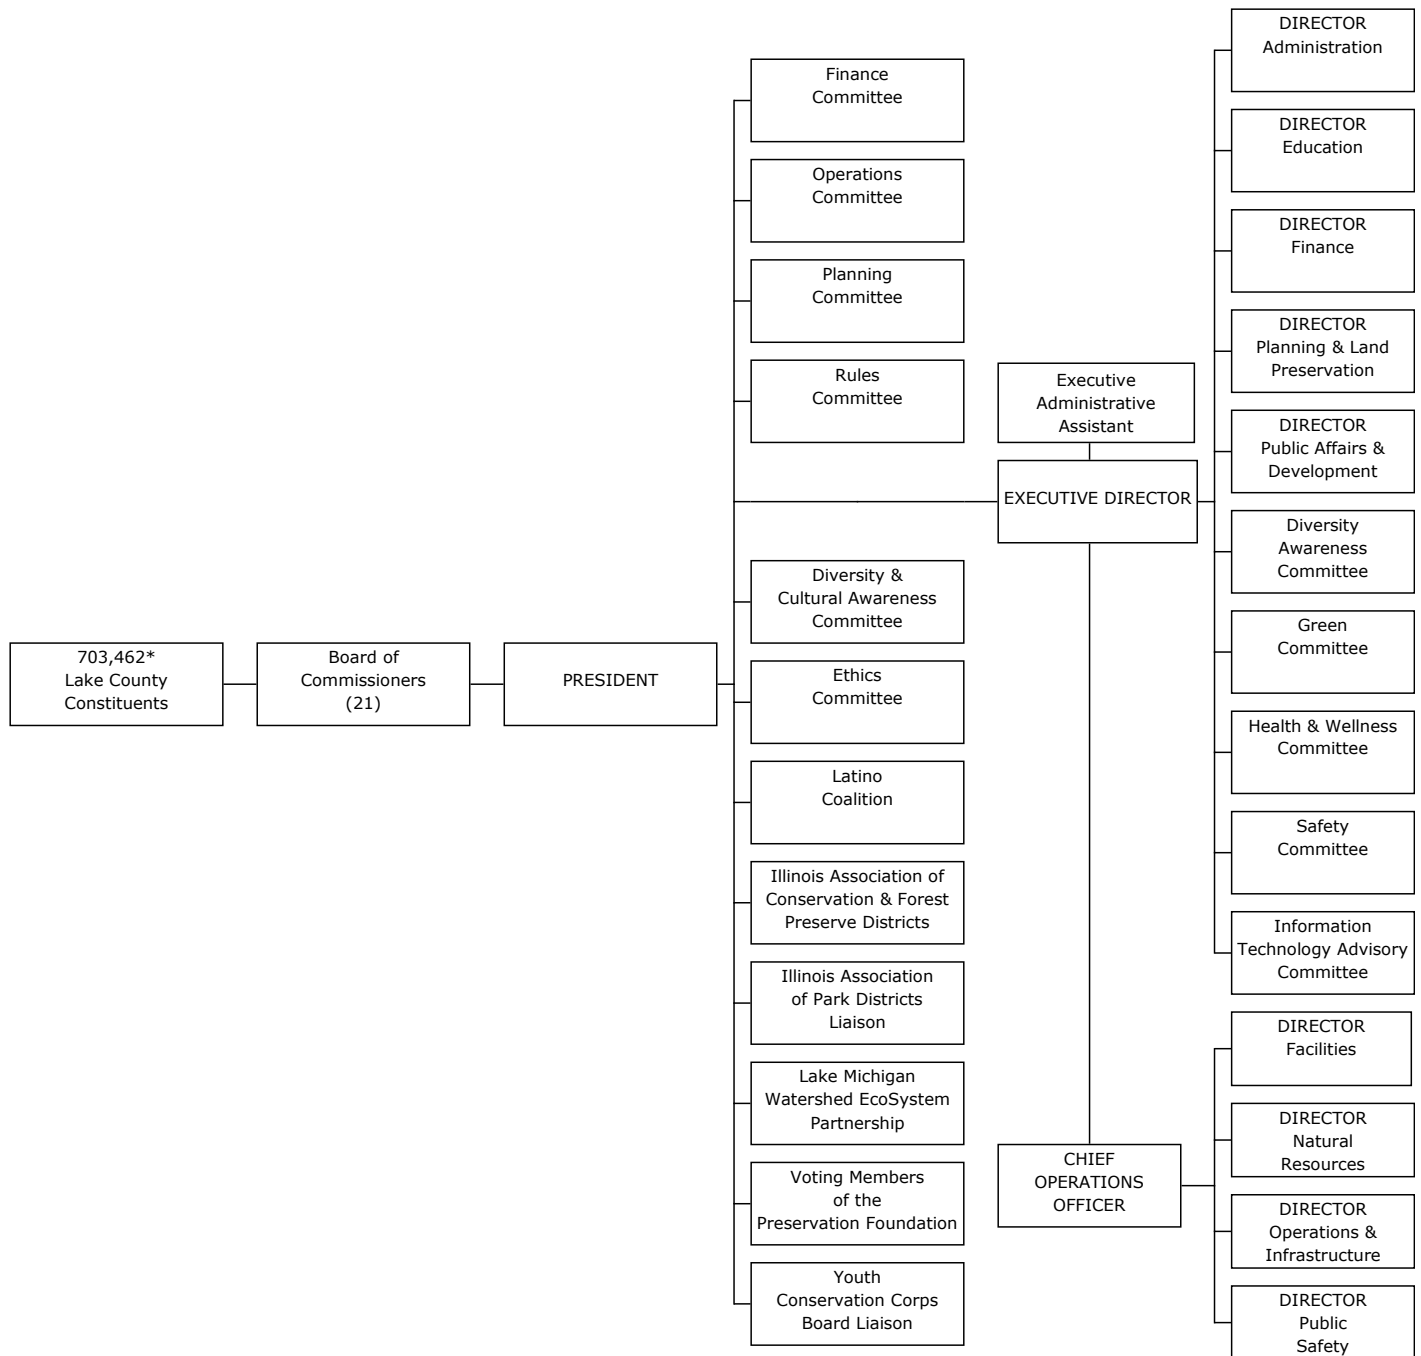 703,462*
Lake County
Constituents
Board of
Commissioners
(21)
PRESIDENT
Finance
Committee
Operations
Committee
Planning
Committee
Rules
Committee
Diversity &
Cultural Awareness
Committee
Ethics
Committee
Latino
Coalition
Illinois Association of
Conservation & Forest
Preserve Districts
Illinois Association
of Park Districts
Liaison
Lake Michigan
Watershed EcoSystem
Partnership
Voting Members
of the
Preservation Foundation
Youth
Conservation Corps
Board Liaison
Executive
Administrative
Assistant
EXECUTIVE DIRECTOR
CHIEF
OPERATIONS
OFFICER
DIRECTOR
Administration
DIRECTOR
Education
DIRECTOR
Finance
DIRECTOR
Planning & Land
Preservation
DIRECTOR
Public Affairs &
Development
Diversity
Awareness
Committee
Green
Committee
Health & Wellness
Committee
Safety
Committee
Information
Technology Advisory
Committee
DIRECTOR
Facilities
DIRECTOR
Natural
Resources
DIRECTOR
Operations &
Infrastructure
DIRECTOR
Public
Safety